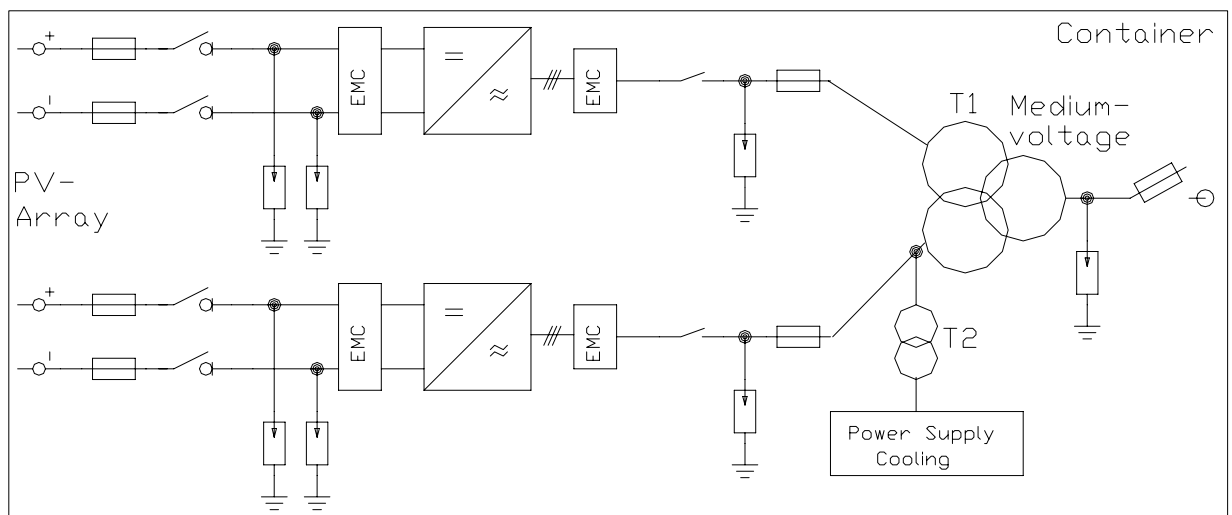 Container
+
EMC
EMC
-
T1
Medium-
voltage
PV-
Array
+
EMC
EMC
-
T2
Power Supply
Cooling